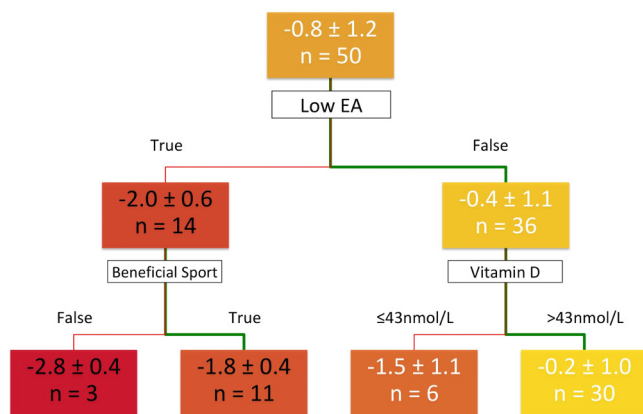 -0.8 ± 1.2
n = 50
Low EA
True
False
-2.0 ± 0.6
n = 14
-0.4 ± 1.1
n = 36
Beneficial Sport
Vitamin D
False
True
≤43nmol/L
>43nmol/L
-2.8 ± 0.4
n = 3
-1.8 ± 0.4
n = 11
-1.5 ± 1.1
n = 6
-0.2 ± 1.0
n = 30